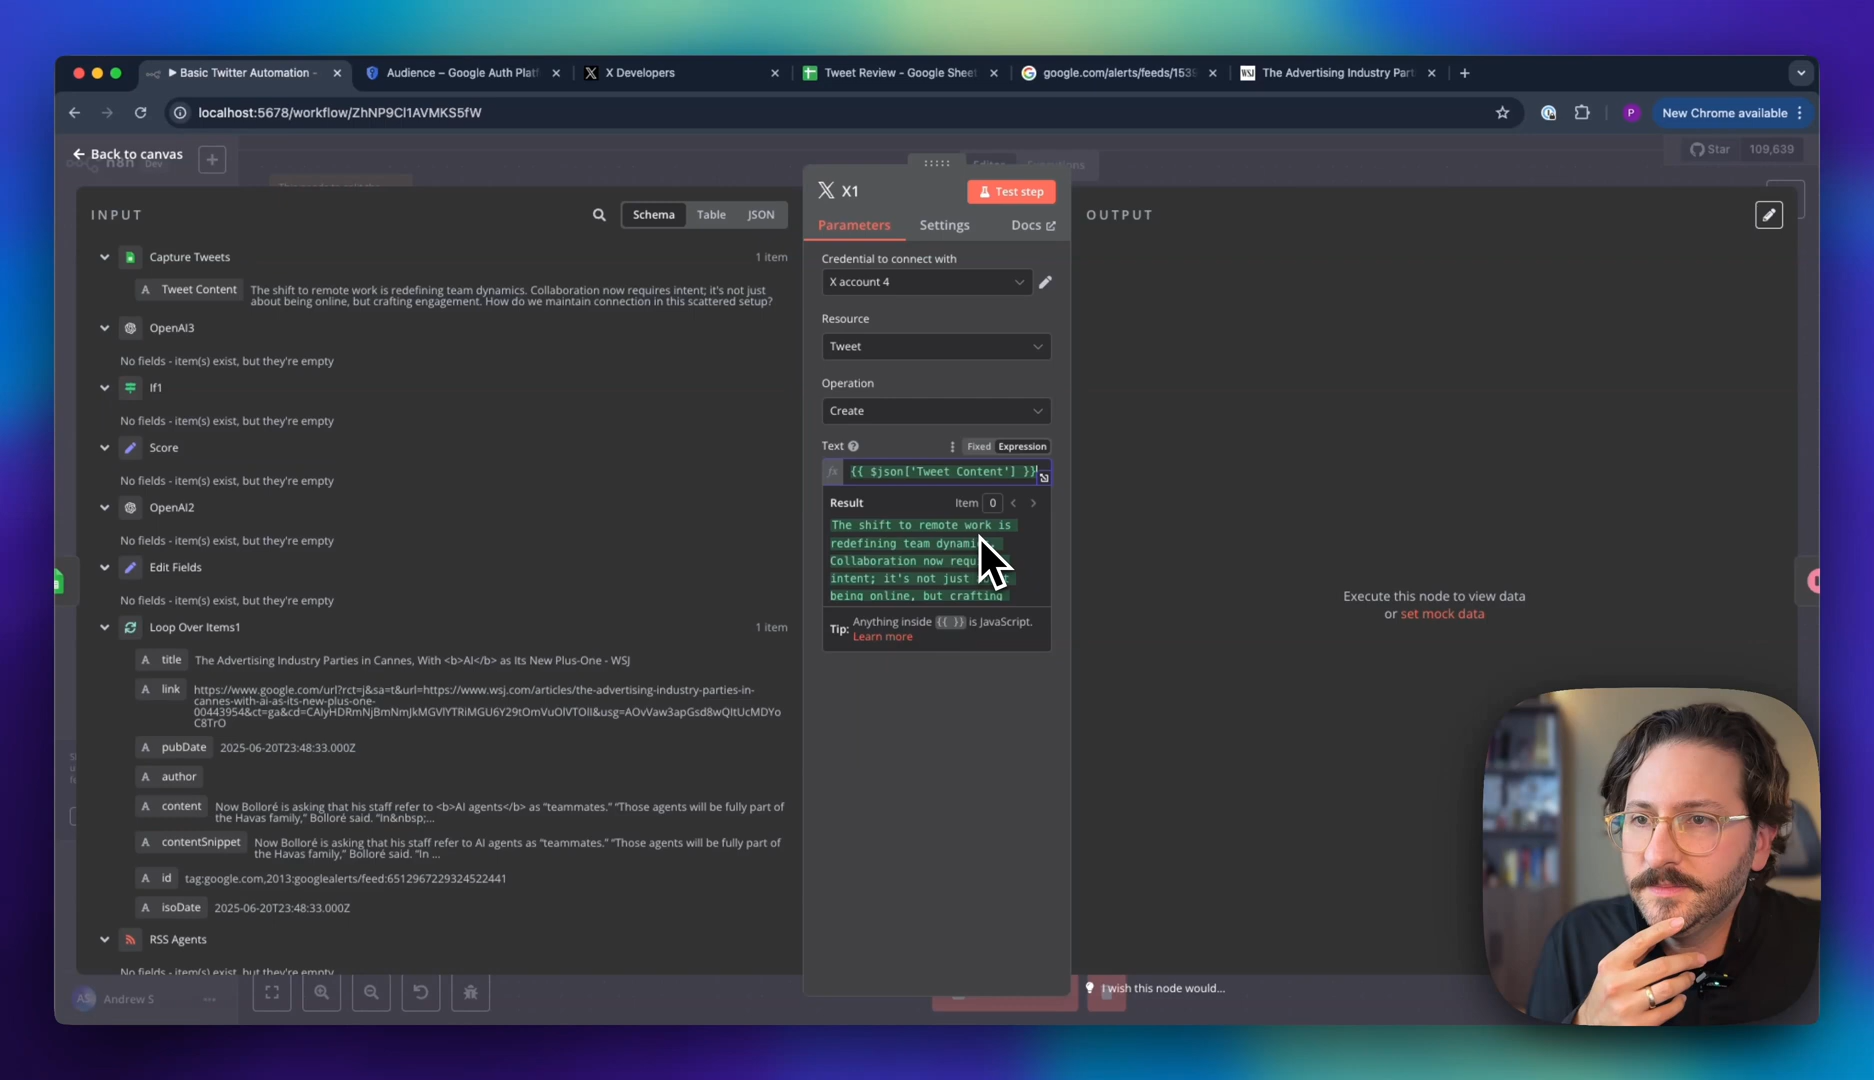 ▶ Basic Twitter Automation -
Audience – Google Auth Platf
X Developers
Tweet Review - Google Sheet
google.com/alerts/feeds/1539
WSJ The Advertising Industry Part
localhost:5678/workflow/ZhNP9Cl1AVMKS5fW
P
New Chrome available
Back to canvas
Star 109,639
INPUT
Schema Table JSON
Capture Tweets 1 item
A Tweet Content The shift to remote work is redefining team dynamics. Collaboration now requires intent; it's not just
about being online, but crafting engagement. How do we maintain connection in this scattered setup?
OpenAI3
No fields - item(s) exist, but they're empty
If1
No fields - item(s) exist, but they're empty
Score
No fields - item(s) exist, but they're empty
OpenAI2
No fields - item(s) exist, but they're empty
Edit Fields
No fields - item(s) exist, but they're empty
Loop Over Items1 1 item
A title The Advertising Industry Parties in Cannes, With <b>AI</b> as Its New Plus-One - WSJ
A link https://www.google.com/url?rct=j&sa=t&url=https://www.wsj.com/articles/the-advertising-industry-parties-in-
cannes-with-ai-as-its-new-plus-one-
A pubDate 2025-06-20T23:48:33.000Z
A author
A content Now Bolloré is asking that his staff refer to <b>AI agents</b> as "teammates." "Those agents will be fully part of
the Havas family," Bolloré said. "In&nbsp;...
A contentSnippet Now Bolloré is asking that his staff refer to AI agents as "teammates." "Those agents will be fully part of
the Havas family," Bolloré said. "In ...
A id tag:google.com,2013:googlealerts/feed:6512967229324522441
A isoDate 2025-06-20T23:48:33.000Z
RSS Agents
No fields - item(s) exist, but they're empty
AS Andrew S
X1
Test step
Parameters Settings Docs
Credential to connect with
X account 4
Resource
Tweet
Operation
Create
Text Fixed Expression
fx {{ $json['Tweet Content'] }}
Result Item 0
The shift to remote work is
redefining team
Collaboration now
intent; it's not just
being online, but crafting
Tip: Anything inside {{ }} is JavaScript.
Learn more
OUTPUT
Execute this node to view data
or set mock data
I wish this node would...